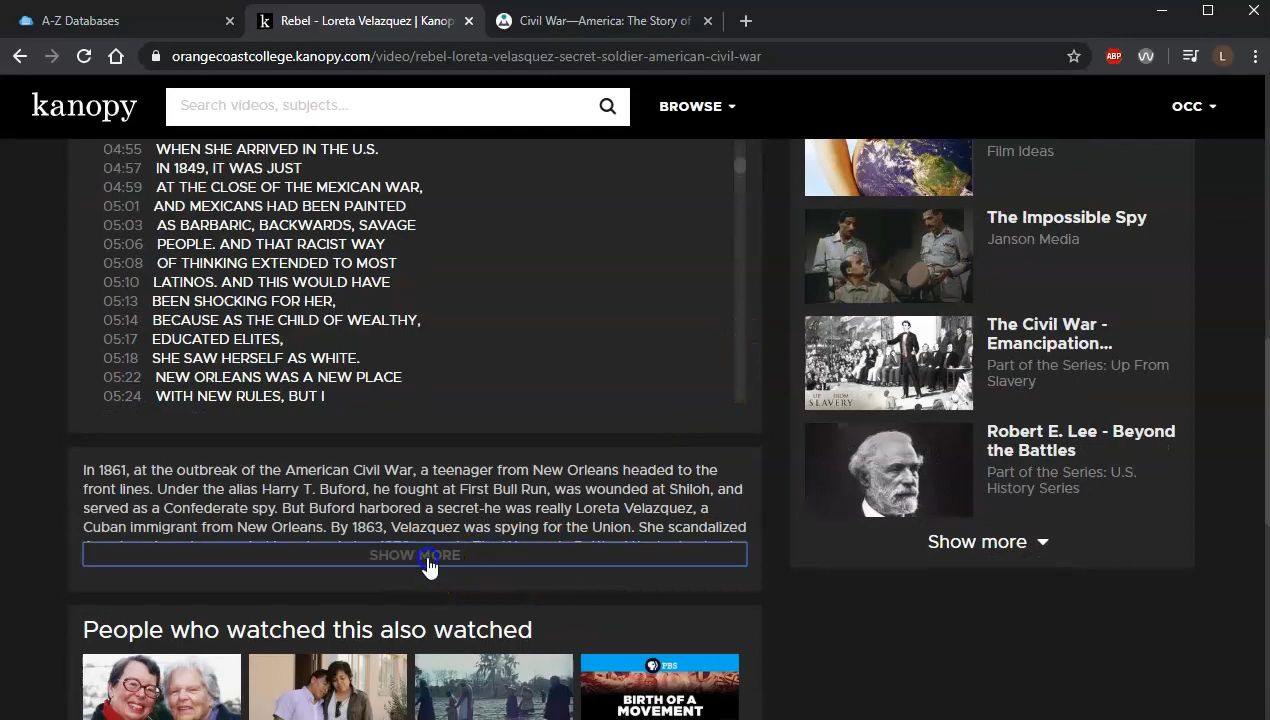 A-Z Databases
Rebel - Loreta Velazquez | Kanop
Civil War—America: The Story of
orangecoastcollege.kanopy.com/video/rebel-loreta-velasquez-secret-soldier-american-civil-war
ABP
L
kanopy
Search videos, subjects...
BROWSE
OCC
04:55 WHEN SHE ARRIVED IN THE U.S.
04:57 IN 1849, IT WAS JUST
04:59 AT THE CLOSE OF THE MEXICAN WAR,
05:01 AND MEXICANS HAD BEEN PAINTED
05:03 AS BARBARIC, BACKWARDS, SAVAGE
05:06 PEOPLE. AND THAT RACIST WAY
05:08 OF THINKING EXTENDED TO MOST
05:10 LATINOS. AND THIS WOULD HAVE
05:13 BEEN SHOCKING FOR HER,
05:14 BECAUSE AS THE CHILD OF WEALTHY,
05:17 EDUCATED ELITES,
05:18 SHE SAW HERSELF AS WHITE.
05:22 NEW ORLEANS WAS A NEW PLACE
05:24 WITH NEW RULES, BUT I
In 1861, at the outbreak of the American Civil War, a teenager from New Orleans headed to the
front lines. Under the alias Harry T. Buford, he fought at First Bull Run, was wounded at Shiloh, and
served as a Confederate spy. But Buford harbored a secret-he was really Loreta Velazquez, a
Cuban immigrant from New Orleans. By 1863, Velazquez was spying for the Union. She scandalized
SHOW MORE
People who watched this also watched
PBS
BIRTH OF A
MOVEMENT
Film Ideas
The Impossible Spy
Janson Media
UP FROM
SLAVERY
The Civil War -
Emancipation...
Part of the Series: Up From
Slavery
Robert E. Lee - Beyond
the Battles
Part of the Series: U.S.
History Series
Show more